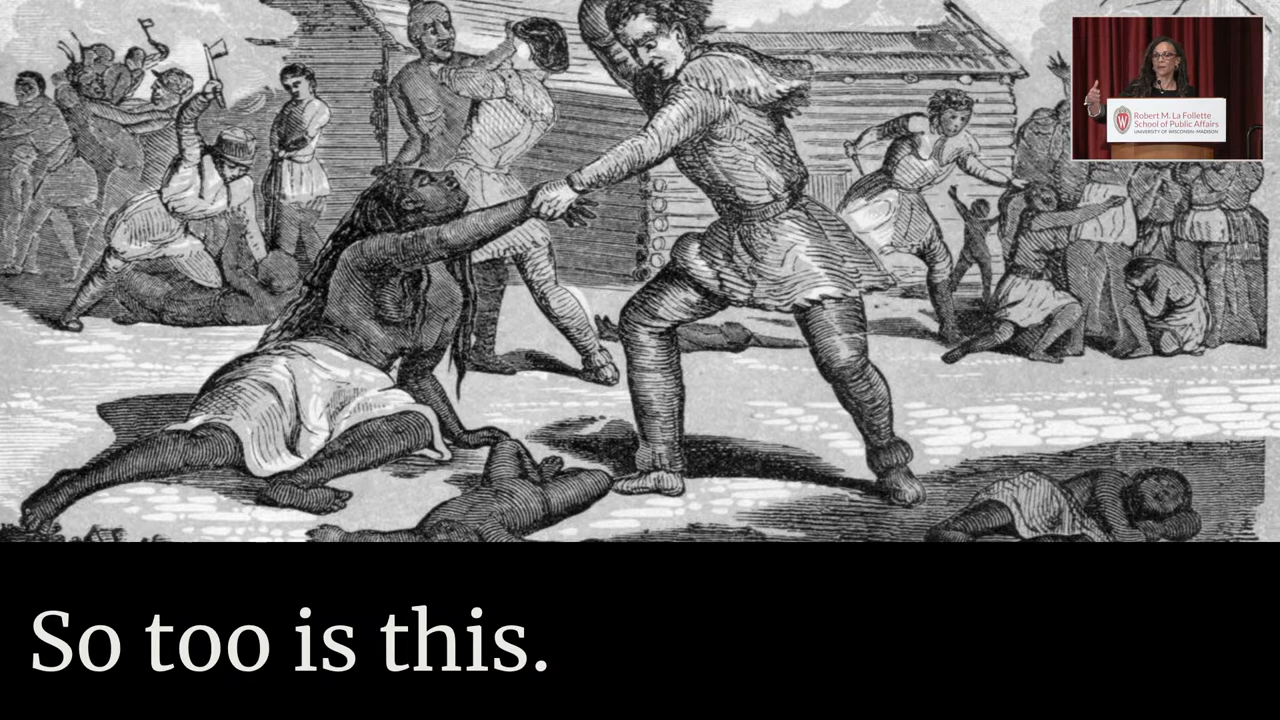 Robert M. La Follette
School of Public Affairs
UNIVERSITY OF WISCONSIN–MADISON
W
So too is this.